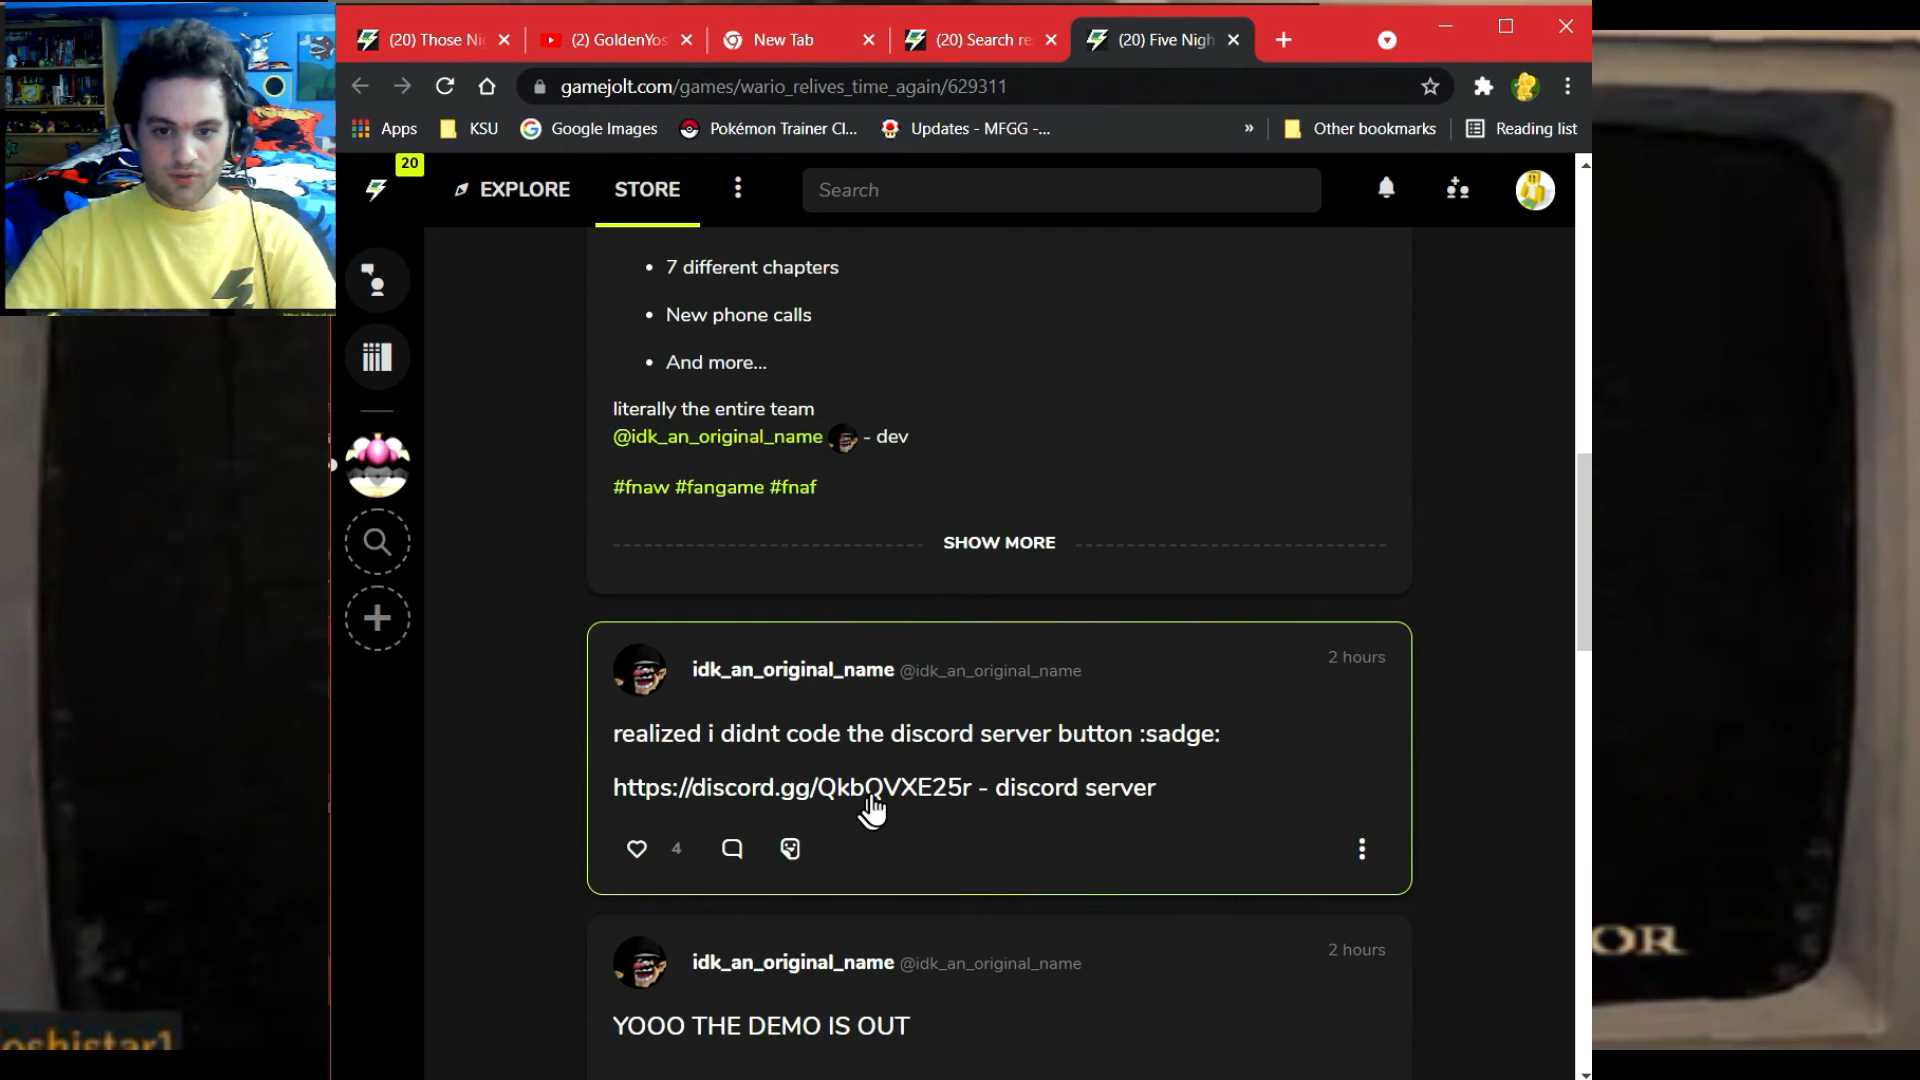 (20) Those Ni
(2) GoldenYos
New Tab
(20) Search re
(20) Five Nigh
gamejolt.com/games/wario_relives_time_again/629311
Apps
KSU
Google Images
Pokémon Trainer Cl...
Updates - MFGG -...
»
Other bookmarks
Reading list
20
EXPLORE
STORE
Search
• 7 different chapters
• New phone calls
• And more...
literally the entire team
@idk_an_original_name - dev
#fnaw #fangame #fnaf
SHOW MORE
idk_an_original_name @idk_an_original_name
2 hours
realized i didnt code the discord server button :sadge:
https://discord.gg/QkbQVXE25r - discord server
4
idk_an_original_name @idk_an_original_name
2 hours
YOOO THE DEMO IS OUT
OR
oshistar1